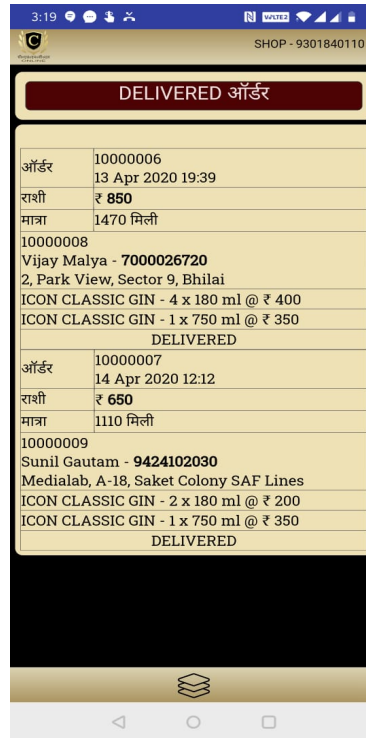 3:19
VoLTE2
C
ONLINE
SHOP - 9301840110
DELIVERED ऑर्डर
ऑर्डर
10000006
13 Apr 2020 19:39
राशी
₹ 850
मात्रा
1470 मिली
10000008
Vijay Malya - 7000026720
2, Park View, Sector 9, Bhilai
ICON CLASSIC GIN - 4 x 180 ml @ ₹ 400
ICON CLASSIC GIN - 1 x 750 ml @ ₹ 350
DELIVERED
ऑर्डर
10000007
14 Apr 2020 12:12
राशी
₹ 650
मात्रा
1110 मिली
10000009
Sunil Gautam - 9424102030
Medialab, A-18, Saket Colony SAF Lines
ICON CLASSIC GIN - 2 x 180 ml @ ₹ 200
ICON CLASSIC GIN - 1 x 750 ml @ ₹ 350
DELIVERED